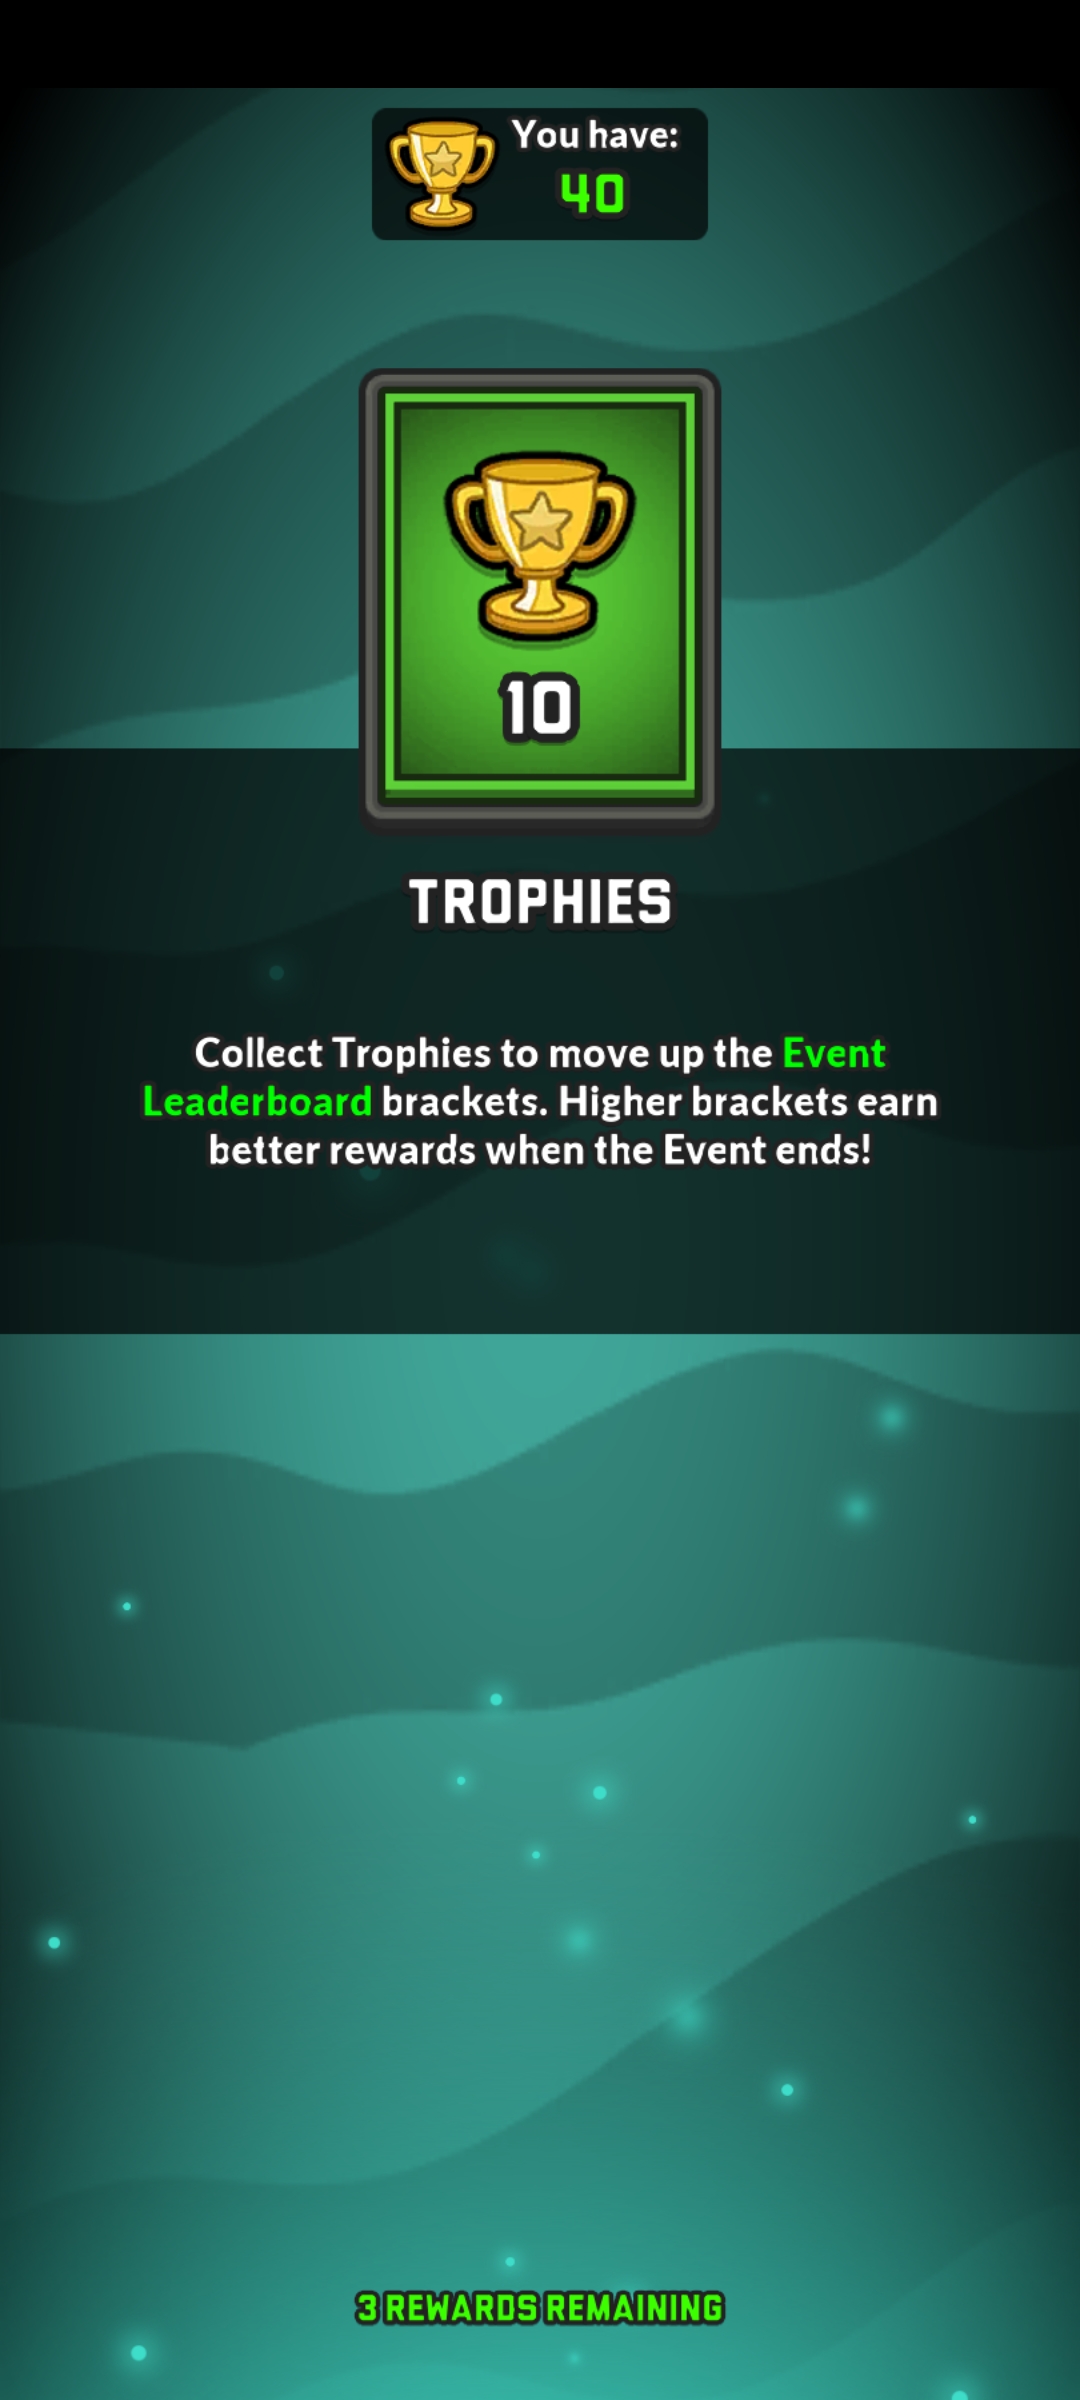 You have:
40
10
TROPHIES
Collect Trophies to move up the Event
Leaderboard brackets. Higher brackets earn
better rewards when the Event ends!
3 REWARDS REMAINING